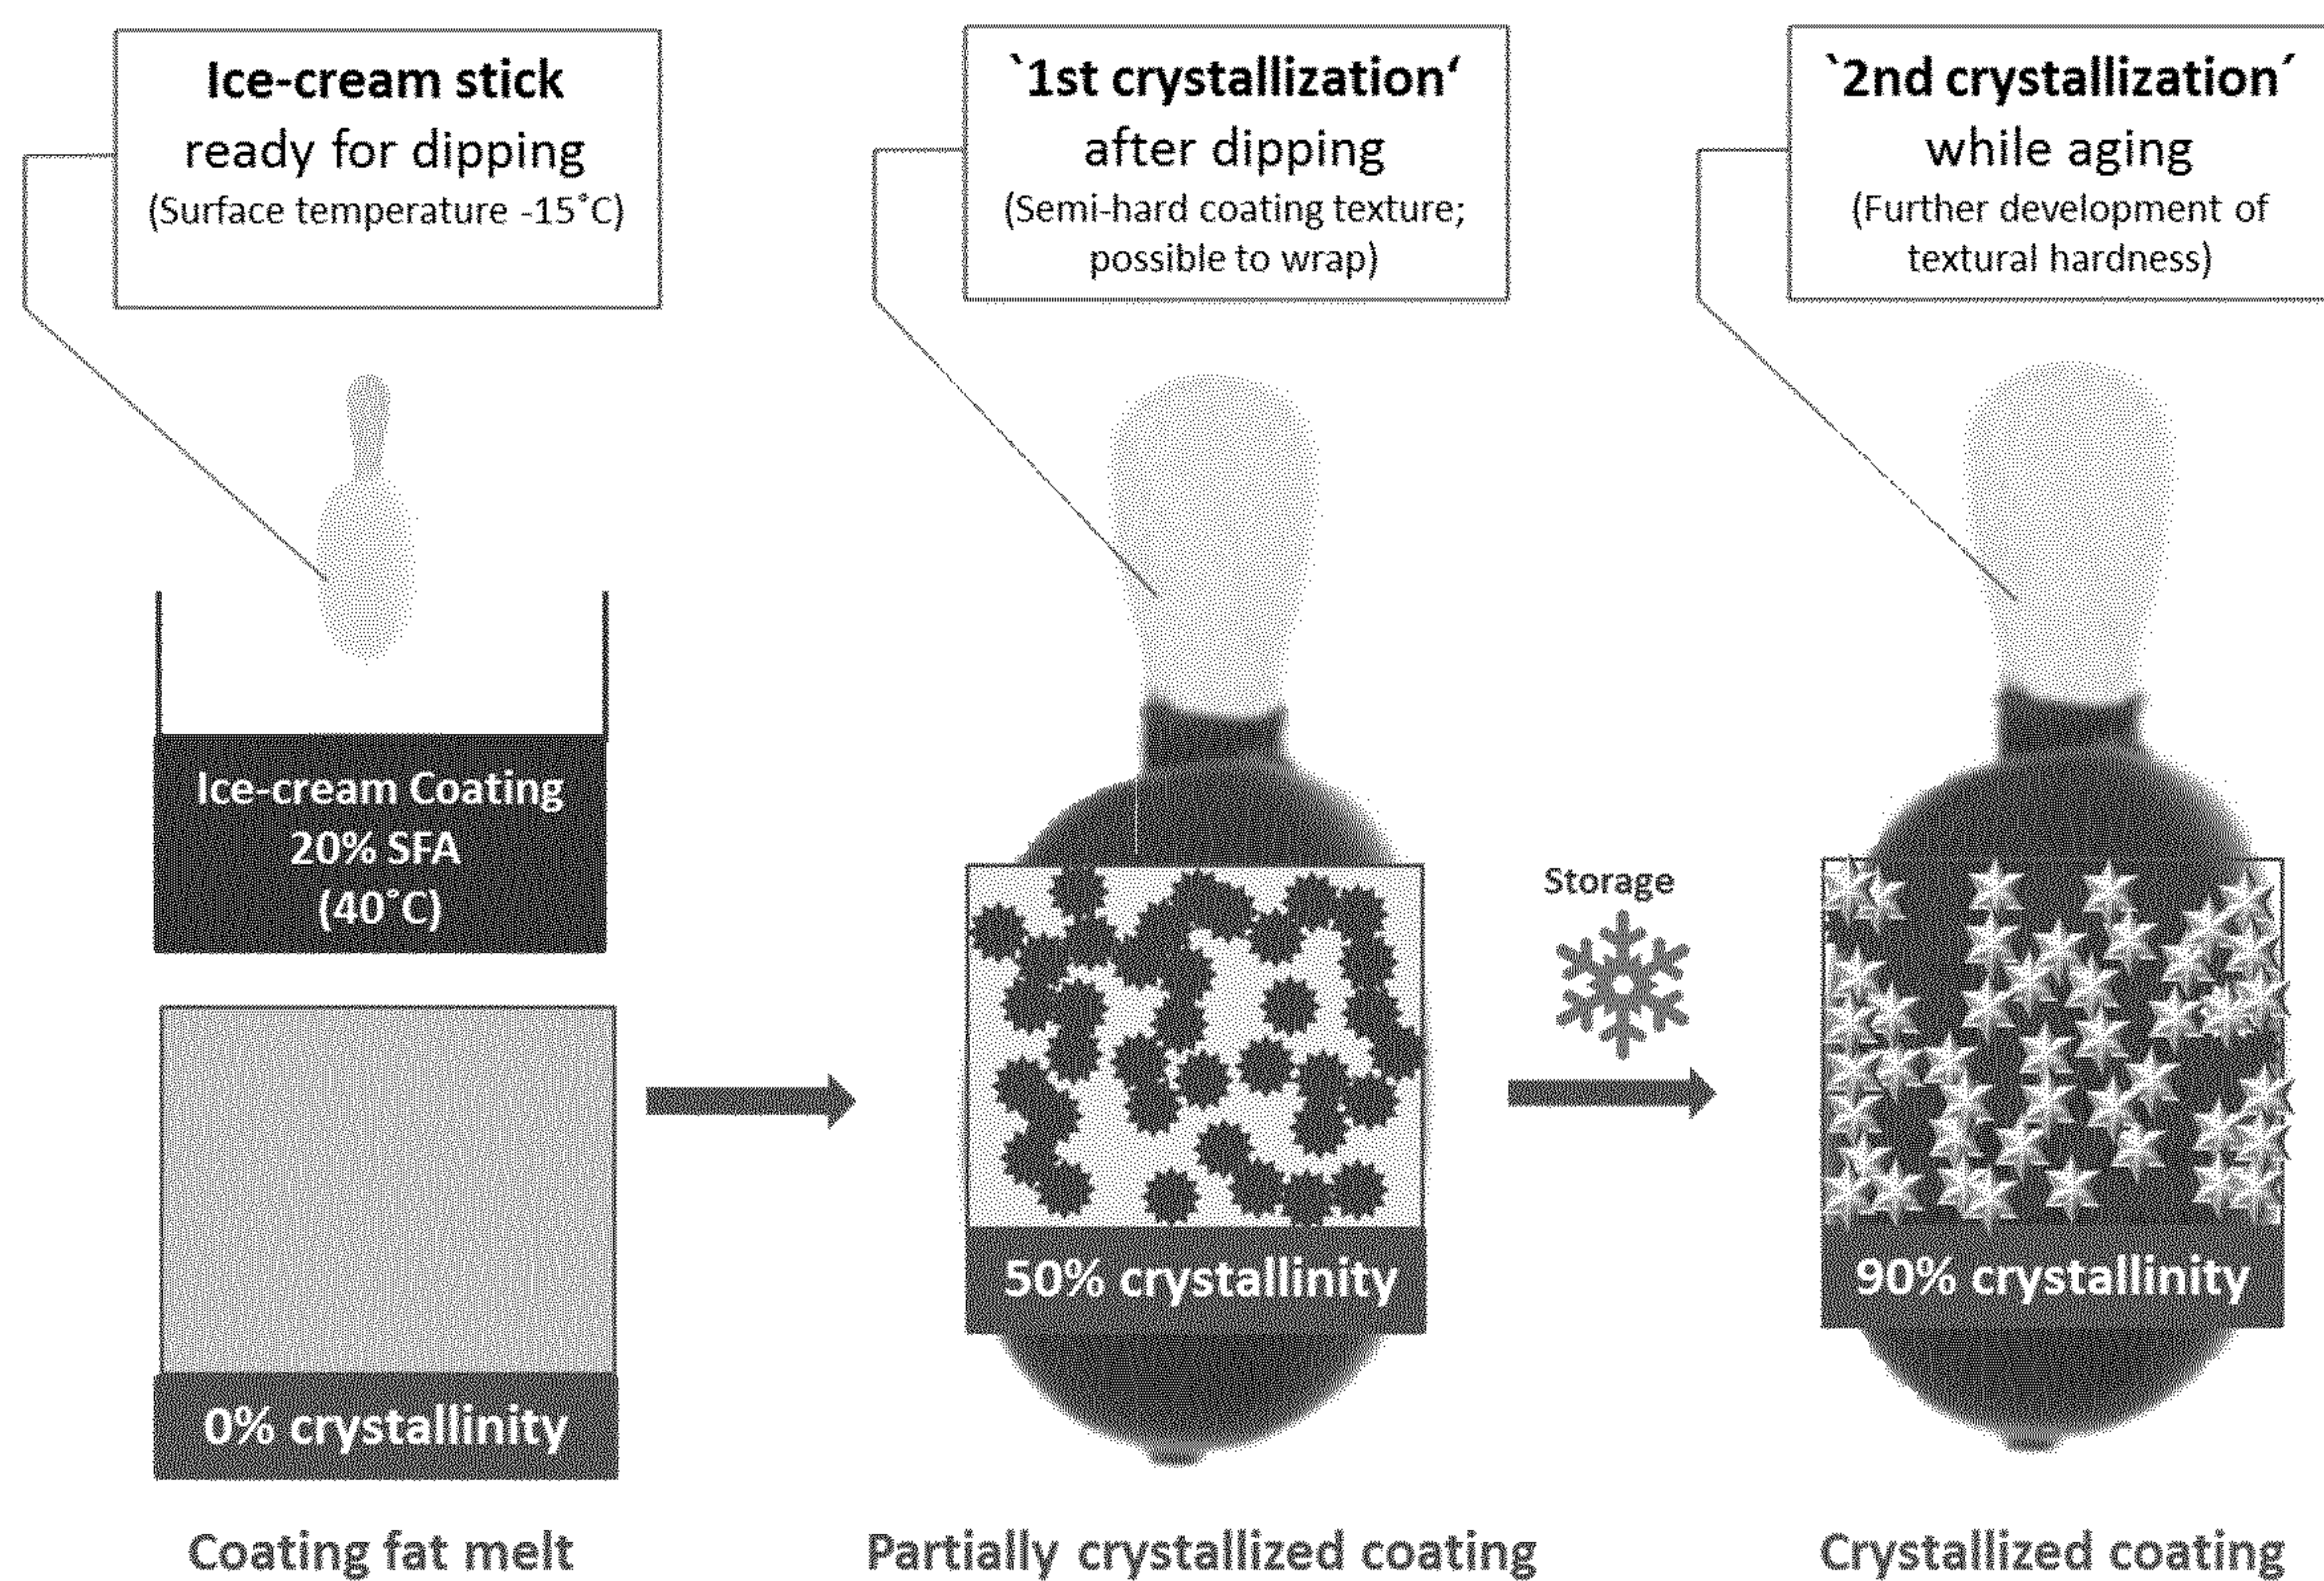 Ice-cream stick
ready for dipping
(Surface temperature -15˚C)
`1st crystallization‘
after dipping
(Semi-hard coating texture;
possible to wrap)
`2nd crystallization´
while aging
(Further development of
textural hardness)
Ice-cream Coating
20% SFA
(40˚C)
Storage
0% crystallinity
50% crystallinity
90% crystallinity
Coating fat melt
Partially crystallized coating
Crystallized coating